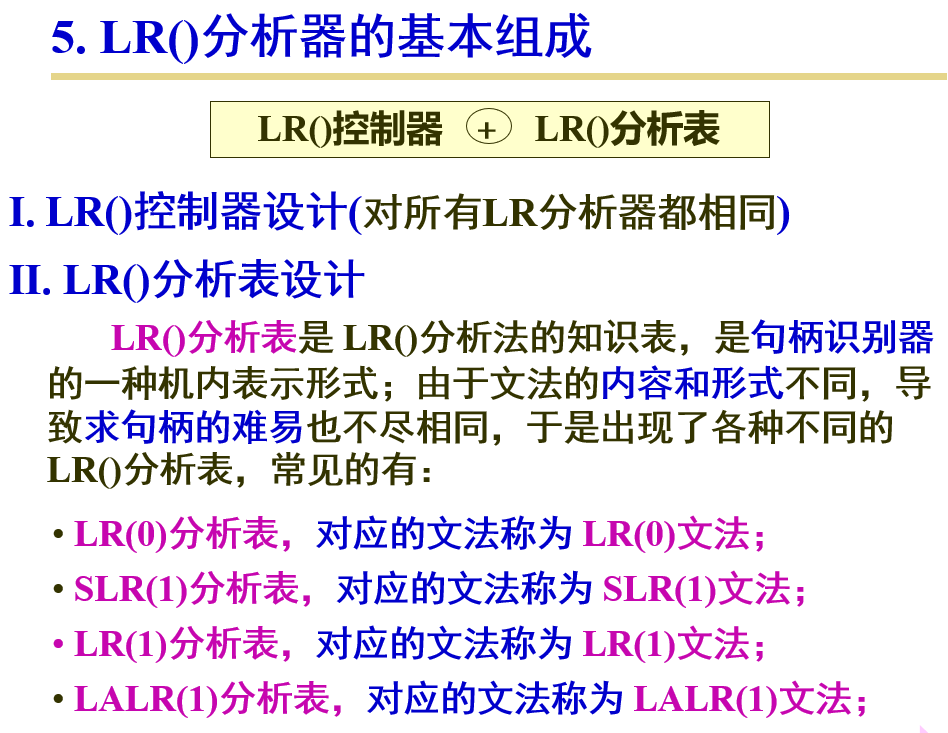 5. LR()分析器的基本组成
LR()控制器 + LR()分析表
I. LR()控制器设计(对所有LR分析器都相同)
II. LR()分析表设计
LR()分析表是 LR()分析法的知识表，是句柄识别器
的一种机内表示形式；由于文法的内容和形式不同，导
致求句柄的难易也不尽相同，于是出现了各种不同的
LR()分析表，常见的有：
• LR(0)分析表，对应的文法称为 LR(0)文法；
• SLR(1)分析表，对应的文法称为 SLR(1)文法；
• LR(1)分析表，对应的文法称为 LR(1)文法；
• LALR(1)分析表，对应的文法称为 LALR(1)文法；